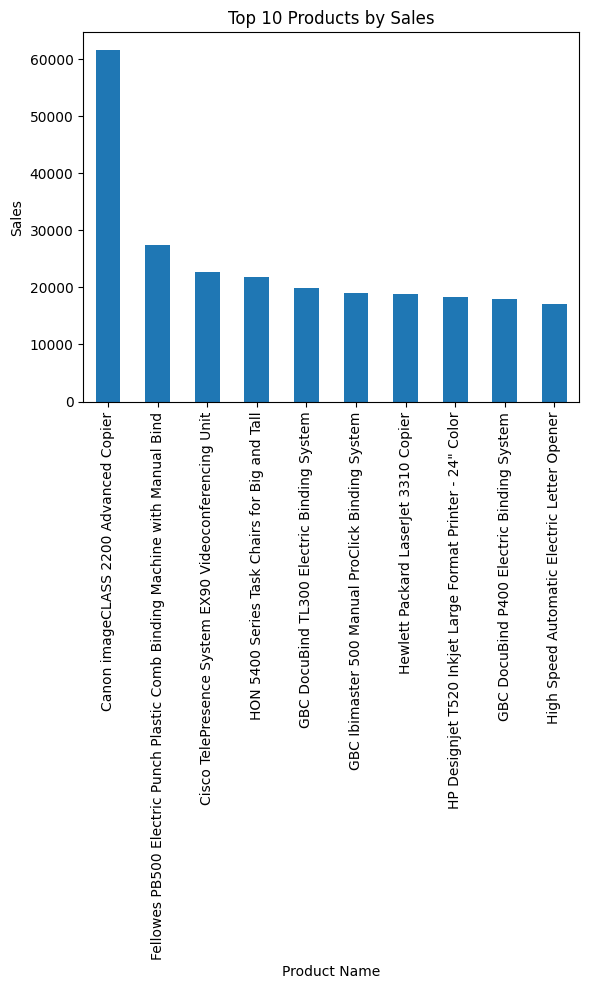 Top 10 Products by Sales
60000
50000
40000
30000
20000
10000
0
Sales
Canon imageCLASS 2200 Advanced Copier
Fellowes PB500 Electric Punch Plastic Comb Binding Machine with Manual Bind
Cisco TelePresence System EX90 Videoconferencing Unit
HON 5400 Series Task Chairs for Big and Tall
GBC DocuBind TL300 Electric Binding System
GBC Ibimaster 500 Manual ProClick Binding System
Hewlett Packard LaserJet 3310 Copier
HP Designjet T520 Inkjet Large Format Printer - 24" Color
GBC DocuBind P400 Electric Binding System
High Speed Automatic Electric Letter Opener
Product Name